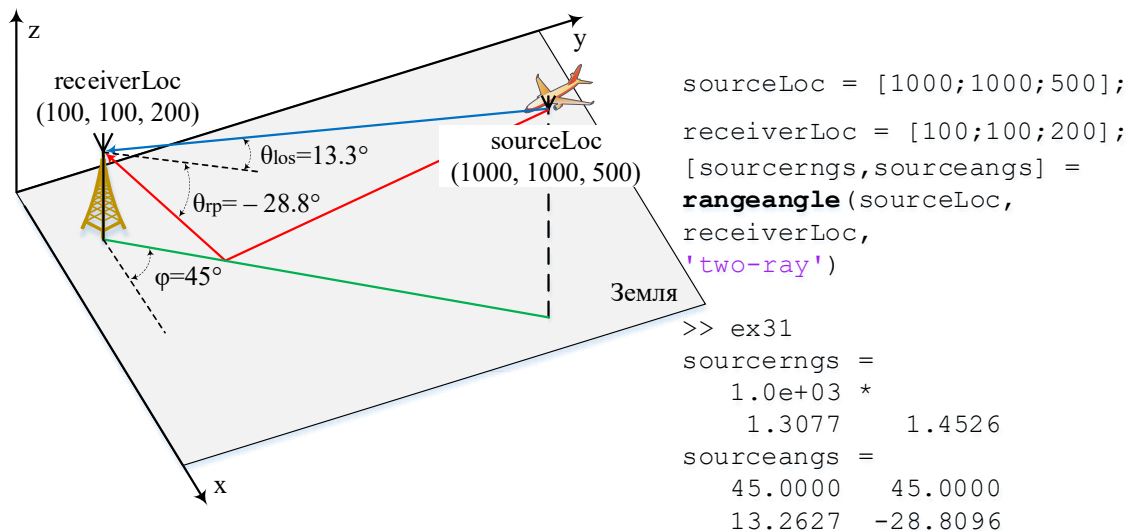 z
y
receiverLoc
(100, 100, 200)
θlos=13.3°
θrp= – 28.8°
sourceLoc
(1000, 1000, 500)
φ=45°
Земля
x
sourceLoc = [1000;1000;500];
receiverLoc = [100;100;200];
[sourcerngs,sourceangs] =
rangeangle(sourceLoc,
receiverLoc,
'two-ray')
>> ex31
sourcerngs =
1.0e+03 *
1.3077 1.4526
sourceangs =
45.0000 45.0000
13.2627 -28.8096